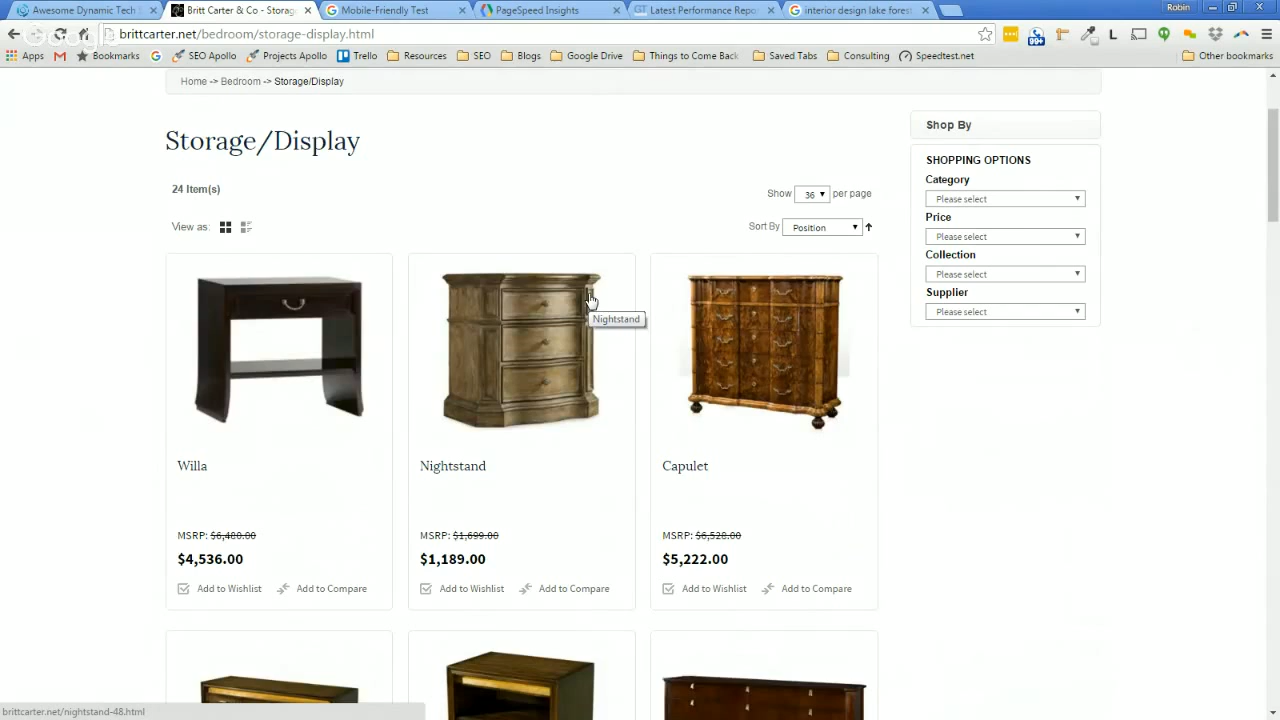 Robin
Awesome Dynamic Tech S
Britt Carter & Co - Storage
Mobile-Friendly Test
PageSpeed Insights
GT Latest Performance Repor
interior design lake forest
Google
brittcarter.net/bedroom/storage-display.html
99+
L
Apps
Bookmarks
SEO Apollo
Projects Apollo
Trello
Resources
SEO
Blogs
Google Drive
Things to Come Back
Saved Tabs
Consulting
Speedtest.net
Other bookmarks
Home -> Bedroom -> Storage/Display
Shop By
Storage/Display
SHOPPING OPTIONS
Category
Please select
Price
Please select
Collection
Please select
Supplier
Please select
24 Item(s)
Show 36 per page
View as:
Sort By Position
Nightstand
Willa
Nightstand
Capulet
MSRP: $6,480.00
MSRP: $1,699.00
MSRP: $6,528.00
$4,536.00
$1,189.00
$5,222.00
Add to Wishlist Add to Compare
Add to Wishlist Add to Compare
Add to Wishlist Add to Compare
brittcarter.net/nightstand-48.html